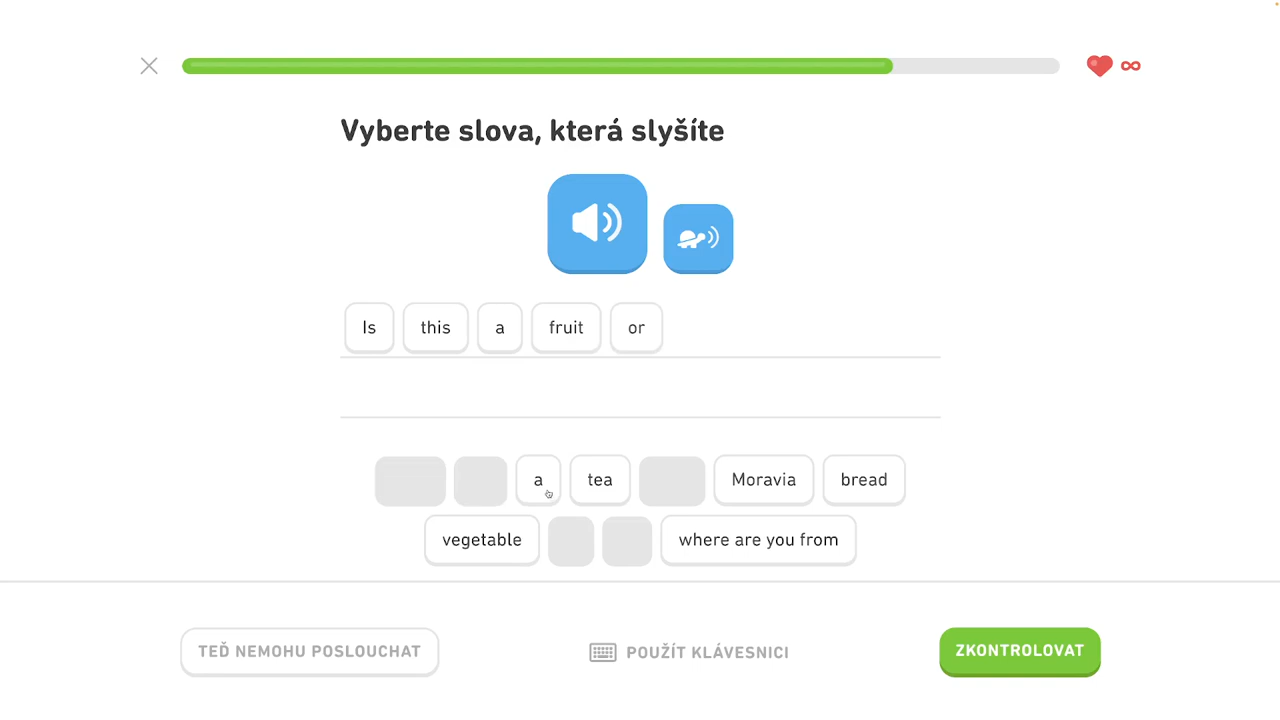 Vyberte slova, která slyšíte
Is this a fruit or
a tea Moravia bread
vegetable where are you from
TEĎ NEMOHU POSLOUCHAT POUŽÍT KLÁVESNICI ZKONTROLOVAT